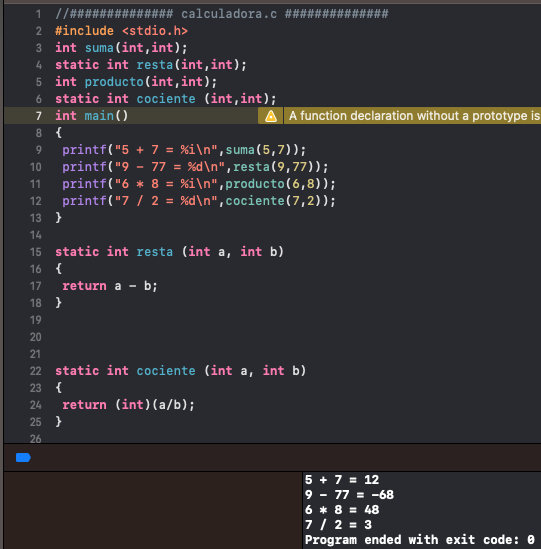 1 //############## calculadora.c ##############
2 #include <stdio.h>
3 int suma(int,int);
4 static int resta(int,int);
5 int producto(int,int);
6 static int cociente (int,int);
7 int main() A function declaration without a prototype is
8 {
9 printf("5 + 7 = %i\n",suma(5,7));
10 printf("9 - 77 = %d\n",resta(9,77));
11 printf("6 * 8 = %i\n",producto(6,8));
12 printf("7 / 2 = %d\n",cociente(7,2));
13 }
14
15 static int resta (int a, int b)
16 {
17 return a - b;
18 }
19
20
21
22 static int cociente (int a, int b)
23 {
24 return (int)(a/b);
25 }
26
5 + 7 = 12
9 - 77 = -68
6 * 8 = 48
7 / 2 = 3
Program ended with exit code: 0